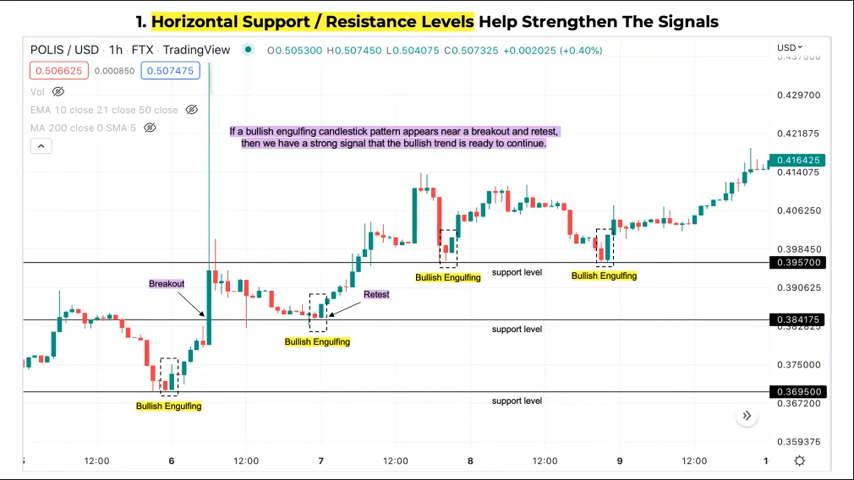 1. Horizontal Support / Resistance Levels Help Strengthen The Signals
POLIS / USD · 1h · FTX · TradingView
O0.505300 H0.507450 L0.504075 C0.507325 +0.002025 (+0.40%)
USD
0.506625 0.000850 0.507475
0.437500
Vol
0.429700
EMA 10 close 21 close 50 close
MA 200 close 0 SMA 5
If a bullish engulfing candlestick pattern appears near a breakout and retest,
then we have a strong signal that the bullish trend is ready to continue.
0.421875
0.416425
0.414075
0.406250
0.398450
0.395700
support level
Bullish Engulfing
Bullish Engulfing
Breakout
0.390625
Retest
0.384175
0.382825
support level
Bullish Engulfing
0.375000
0.369500
support level
0.367200
Bullish Engulfing
0.359375
12:00 6 12:00 7 12:00 8 12:00 9 12:00 1